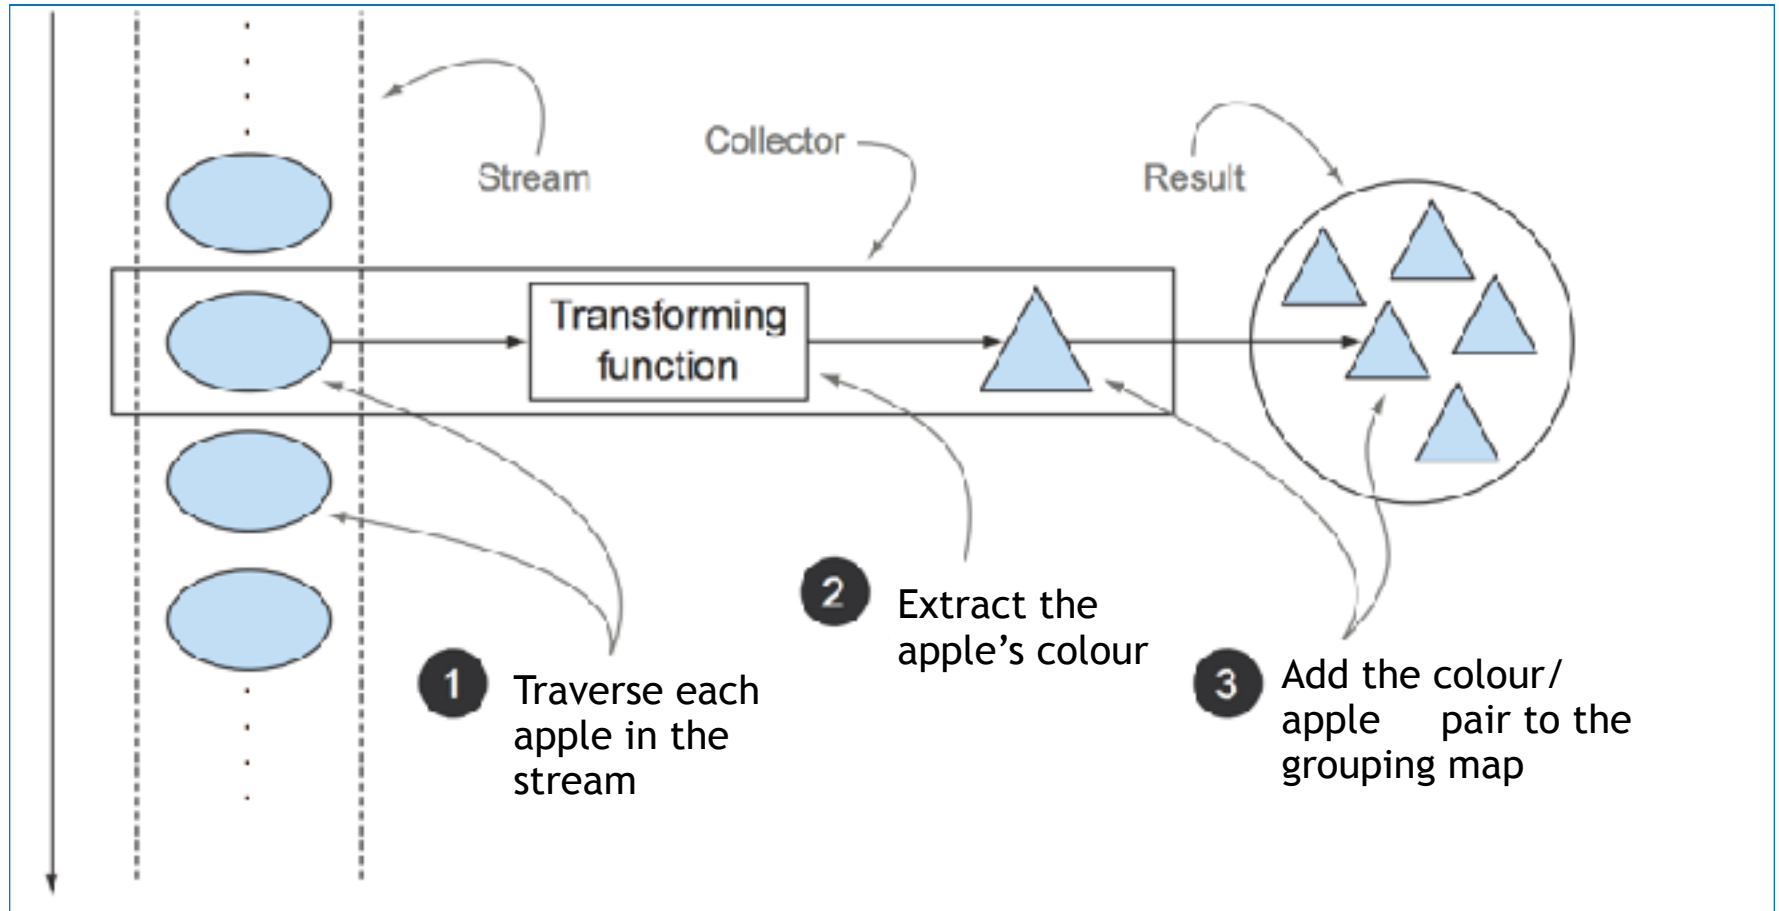 Stream
Collector
Result
Transforming
function
1
Traverse each
apple in the
stream
2
Extract the
apple’s colour
3
Add the colour/
apple pair to the
grouping map